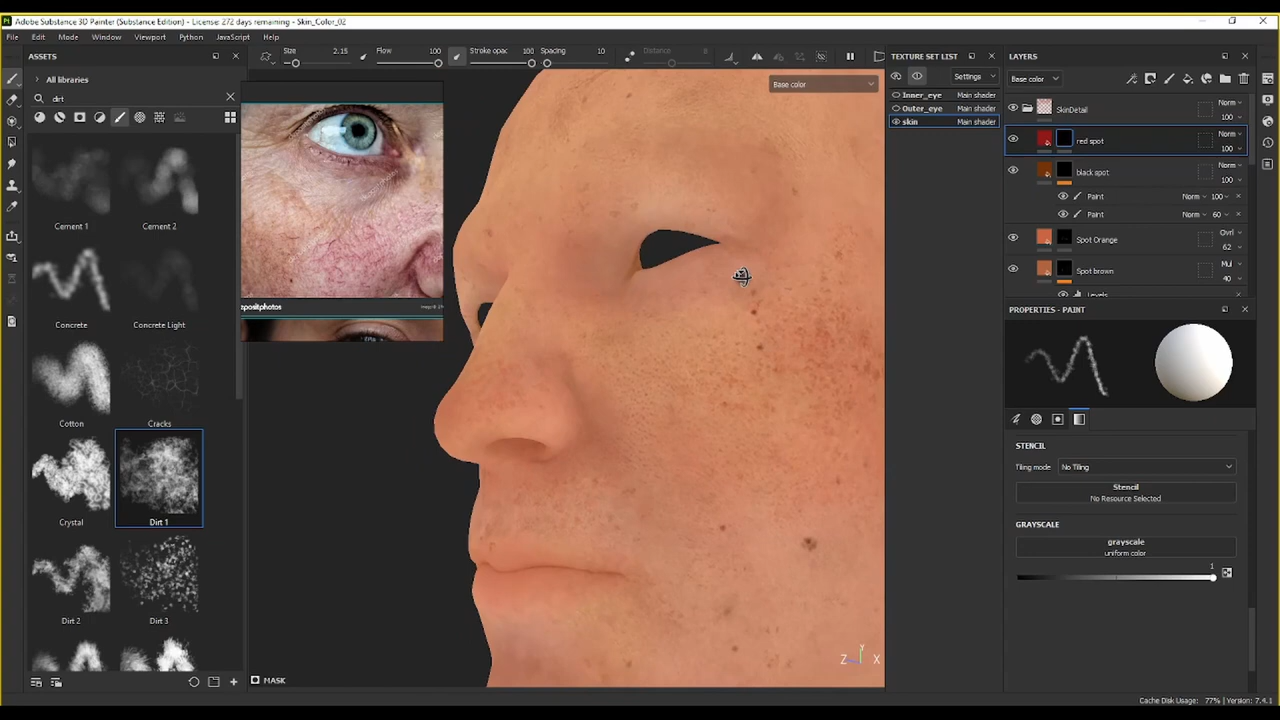 Adobe Substance 3D Painter (Substance Edition) - License: 272 days remaining - Skin_Color_02
File Edit Mode Window Viewport Python JavaScript Help
ASSETS
Size 2.15 Flow 100 Stroke opac 100 Spacing 10 Distance 8
TEXTURE SET LIST
LAYERS
All libraries
dirt
Settings
Base color
Base color
Inner_eye Main shader
Outer_eye Main shader
skin Main shader
SkinDetail Norm 100
red spot Norm 100
black spot Norm 100
Paint Norm 100
Paint Norm 60
Spot Orange Ovrl 62
Spot brown Mul 40
Levels
Cement 1 Cement 2
Concrete Concrete Light
Cotton Cracks
Crystal Dirt 1
Dirt 2 Dirt 3
PROPERTIES - PAINT
STENCIL
Tiling mode No Tiling
Stencil
No Resource Selected
GRAYSCALE
grayscale
uniform color
1
Z Y X
MASK
Cache Disk Usage: 77% | Version: 7.4.1